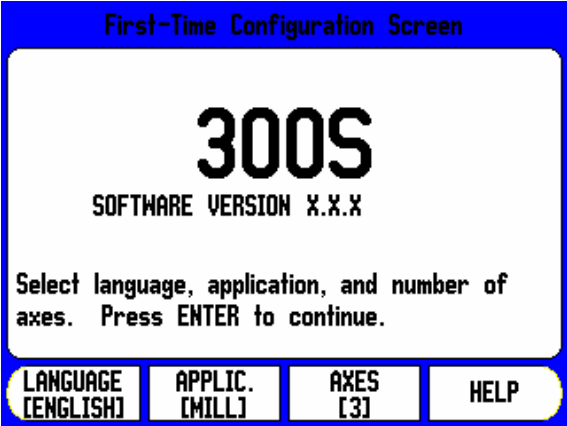 First-Time Configuration Screen
300S
SOFTWARE VERSION X.X.X
Select language, application, and number of
axes. Press ENTER to continue.
LANGUAGE
[ENGLISH]
APPLIC.
[MILL]
AXES
[3]
HELP